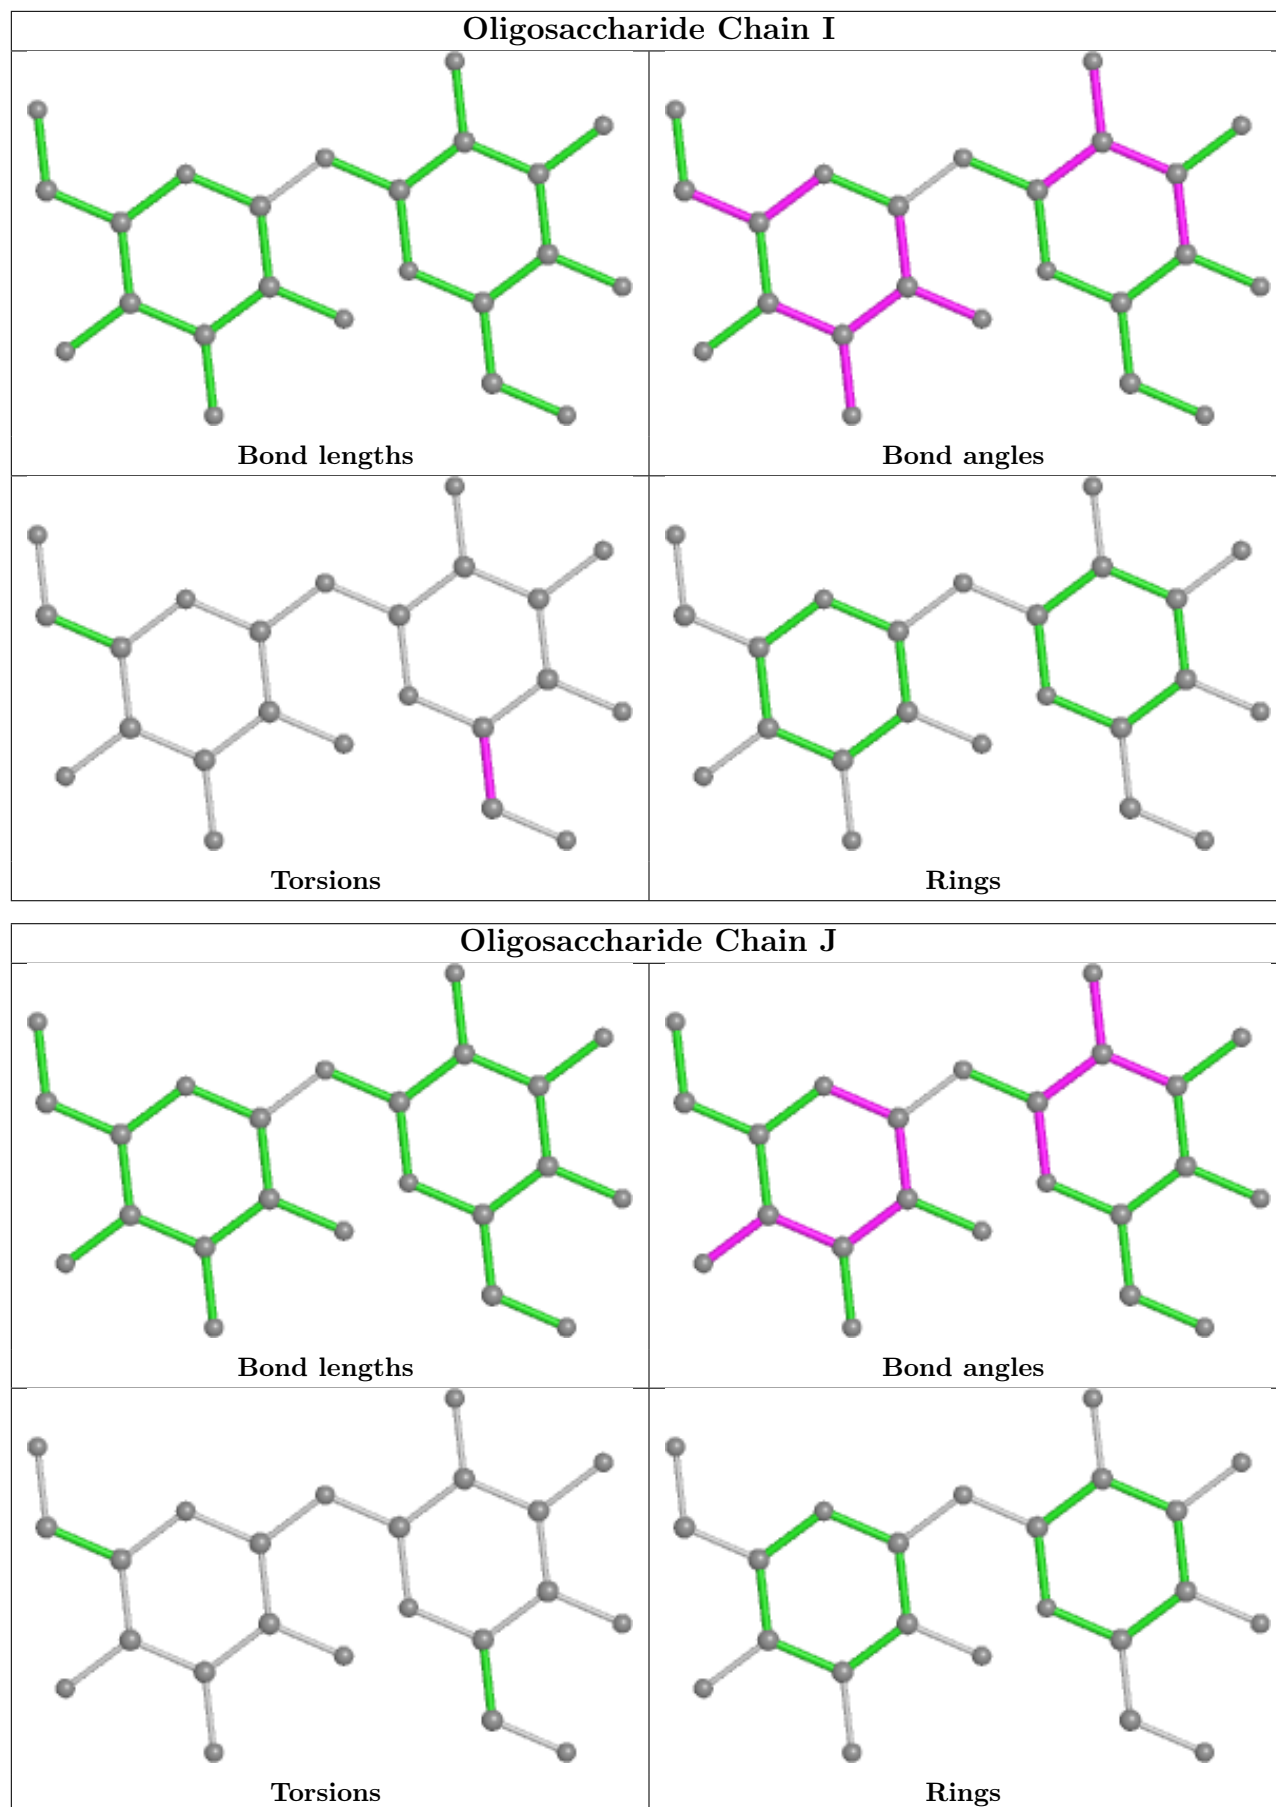 Oligosaccharide Chain I
Bond lengths
Bond angles
Torsions
Rings
Oligosaccharide Chain J
Bond lengths
Bond angles
Torsions
Rings